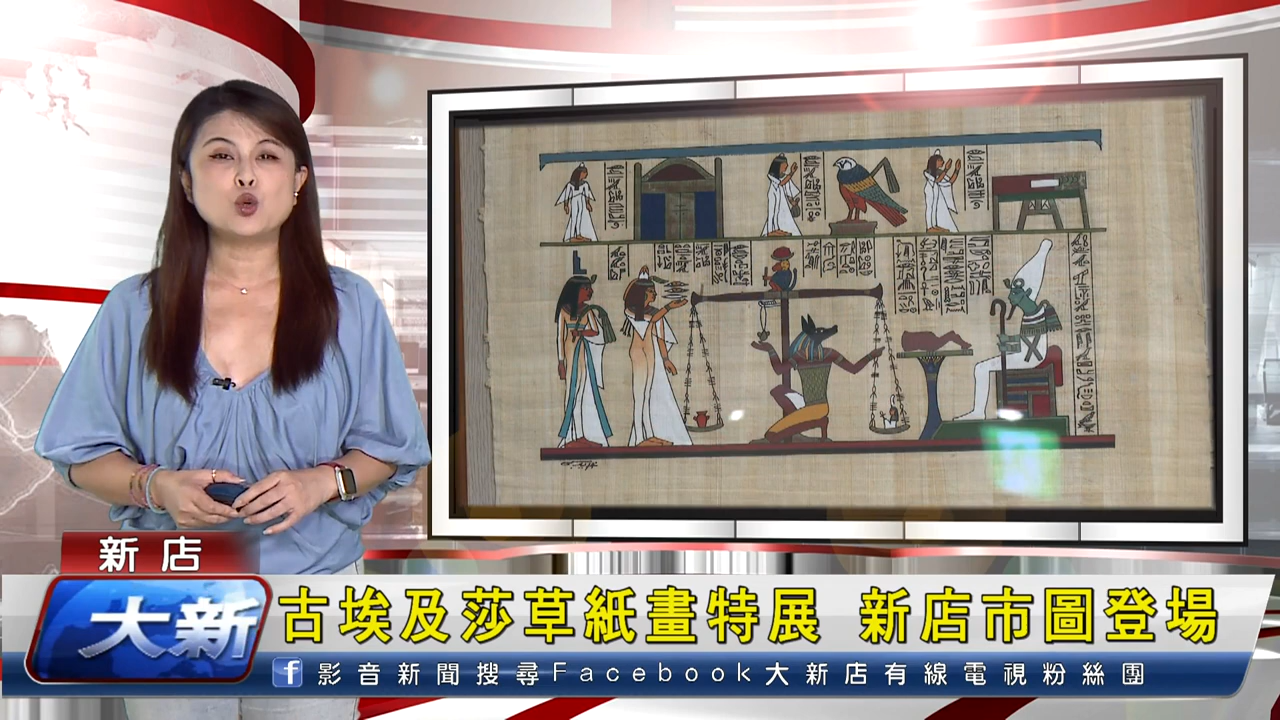 新店
大新
古埃及莎草紙畫特展 新店市圖登場
f影音新聞搜尋Facebook大新店有線電視粉絲團